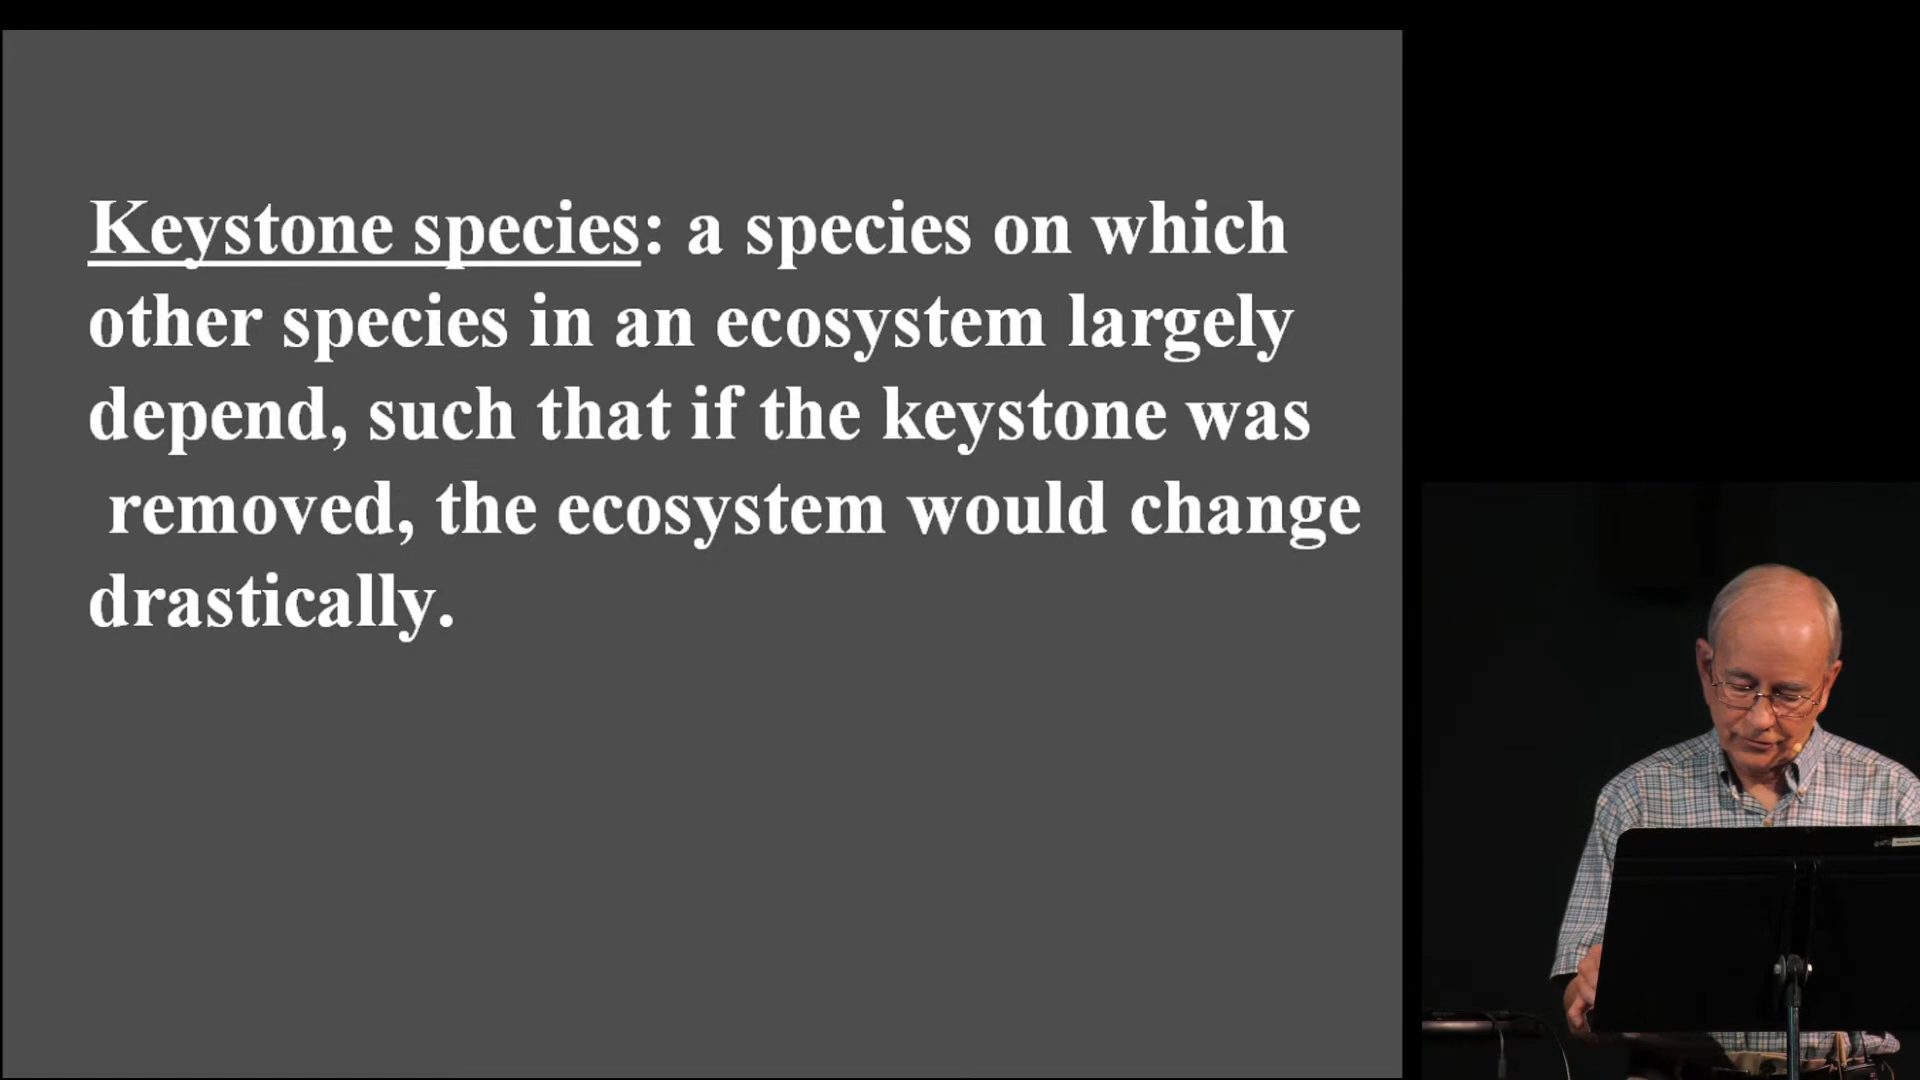 Keystone species: a species on which
other species in an ecosystem largely
depend, such that if the keystone was
removed, the ecosystem would change
drastically.